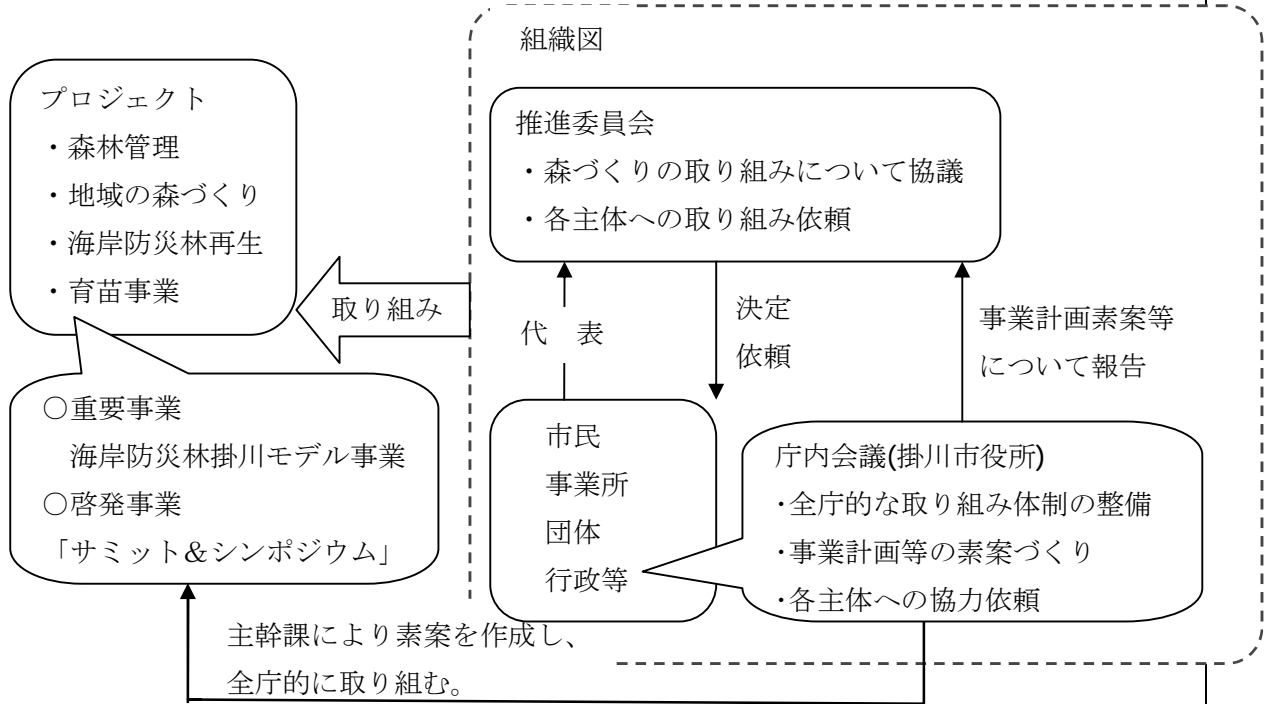 組織図
プロジェクト
・森林管理
・地域の森づくり
・海岸防災林再生
・育苗事業
取り組み
推進委員会
・森づくりの取り組みについて協議
・各主体への取り組み依頼
代 表
決定
依頼
事業計画素案等
について報告
○重要事業
海岸防災林掛川モデル事業
○啓発事業
「サミット＆シンポジウム」
市民
事業所
団体
行政等
庁内会議(掛川市役所)
・全庁的な取り組み体制の整備
・事業計画等の素案づくり
・各主体への協力依頼
主幹課により素案を作成し、
全庁的に取り組む。